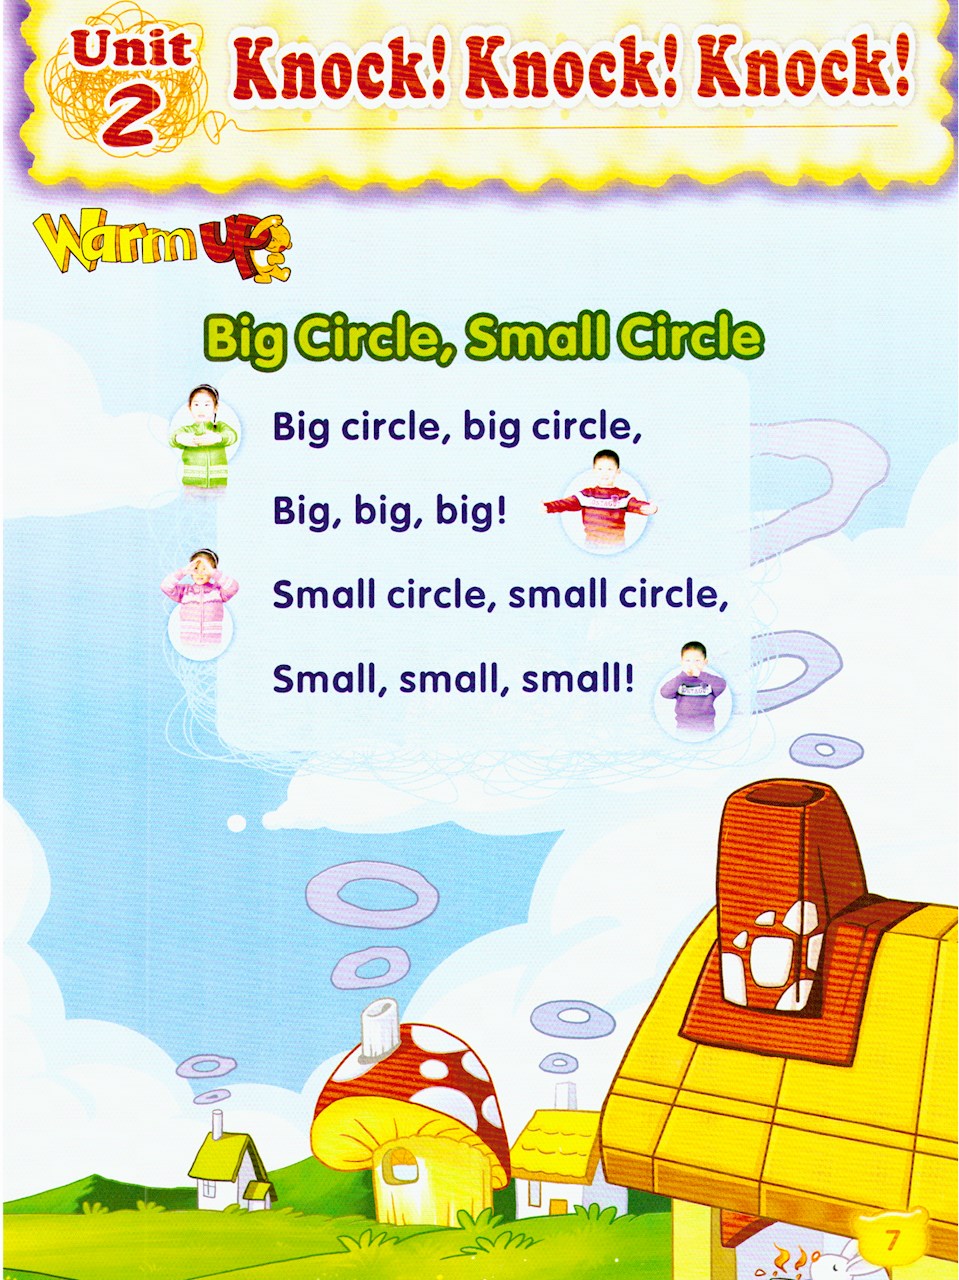 Unit
2
Knock! Knock! Knock!
Warm up
Big Circle, Small Circle
Big circle, big circle,
Big, big, big!
Small circle, small circle,
Small, small, small!
7